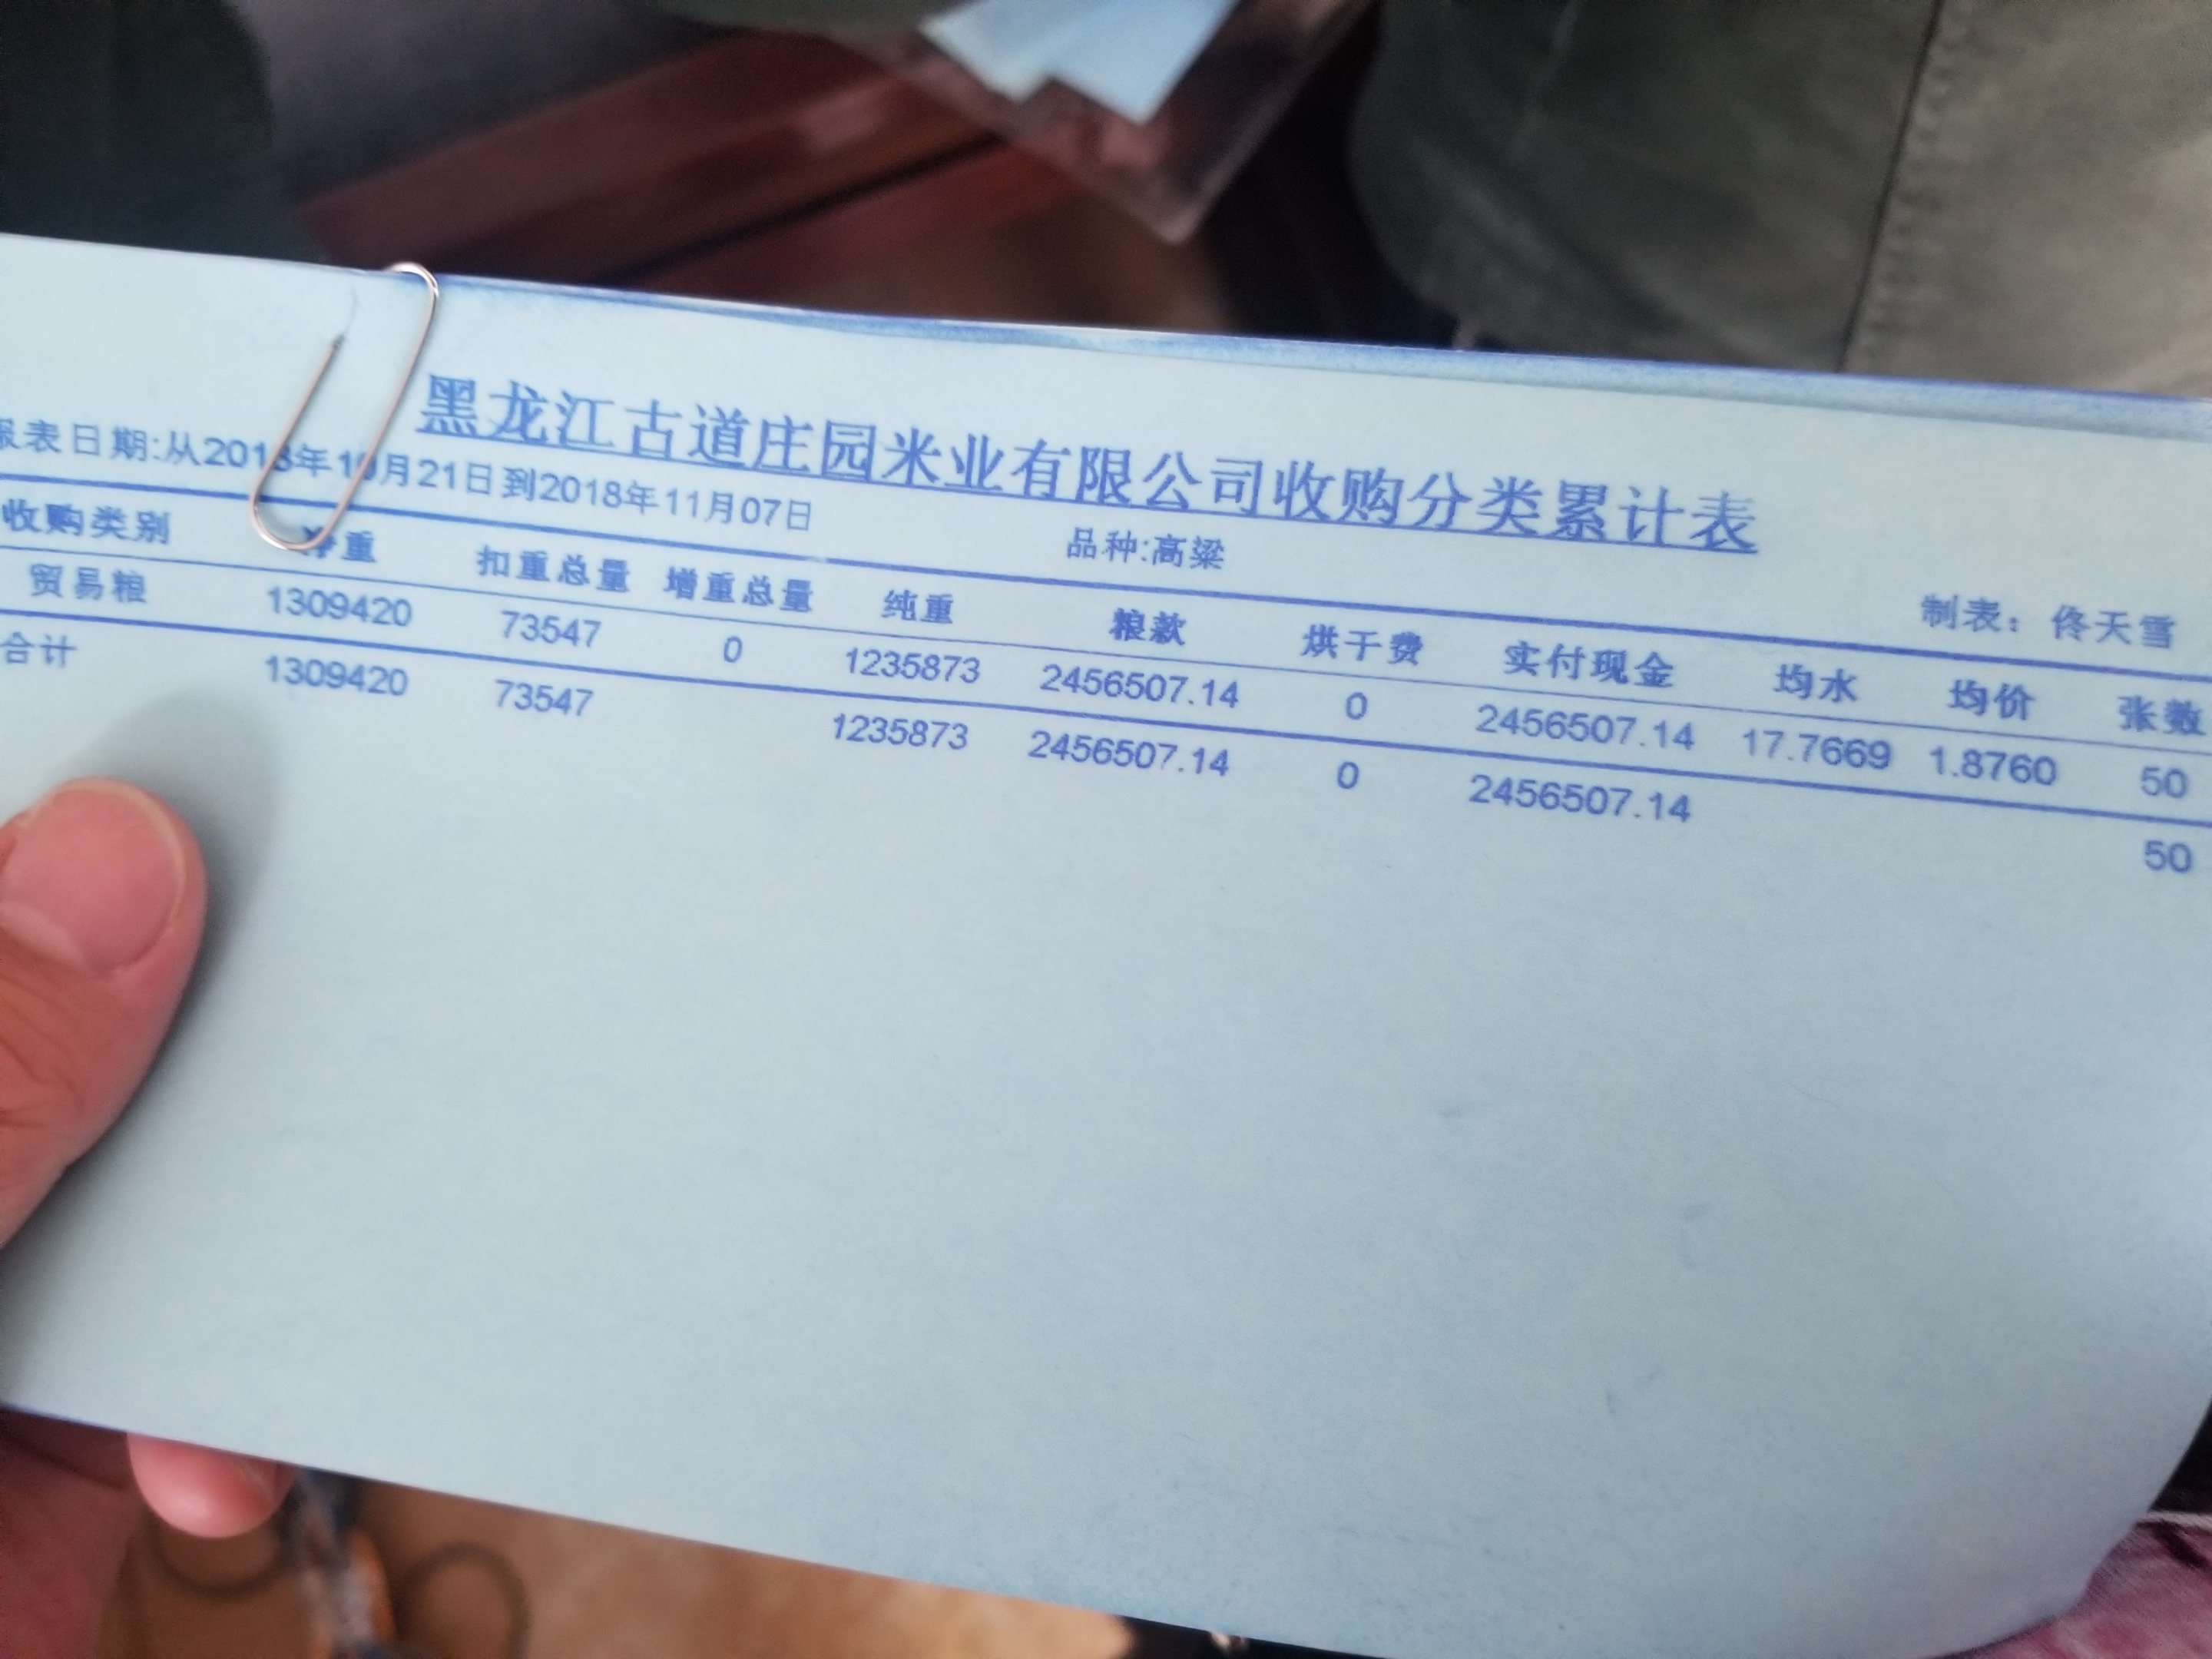 黑龙江古道庄园米业有限公司收购分类累计表
报表日期:从2018年10月21日到2018年11月07日 品种:高粱 制表：佟天雪
收购类别 净重 扣重总量 增重总量 纯重 粮款 烘干费 实付现金 均水 均价 张数
贸易粮 1309420 73547 0 1235873 2456507.14 0 2456507.14 17.7669 1.8760 50
合计 1309420 73547 1235873 2456507.14 0 2456507.14 50